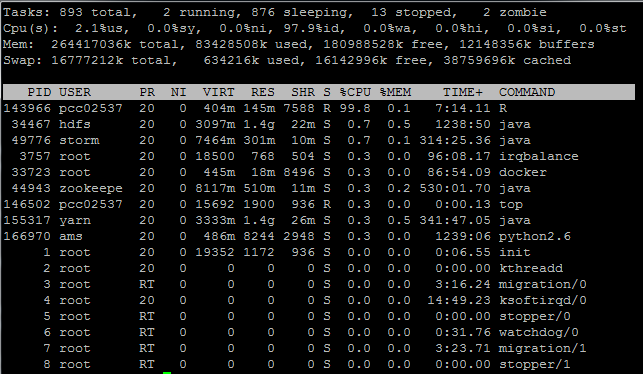 Tasks: 893 total,   2 running, 876 sleeping,  13 stopped,   2 zombie
Cpu(s):  2.1%us,  0.0%sy,  0.0%ni, 97.9%id,  0.0%wa,  0.0%hi,  0.0%si,  0.0%st
Mem:  264417036k total, 83428508k used, 180988528k free, 12148356k buffers
Swap: 16777212k total,   634216k used, 16142996k free, 38759696k cached
   PID USER      PR  NI  VIRT  RES  SHR S %CPU %MEM    TIME+  COMMAND
143966 pcc02537  20   0  404m 145m 7588 R 99.8  0.1   7:14.11 R
 34467 hdfs      20   0 3097m 1.4g  22m S  0.7  0.5   1238:50 java
 49776 storm     20   0 7464m 301m  10m S  0.7  0.1 314:25.36 java
  3757 root      20   0 18500  768  504 S  0.3  0.0  96:08.17 irqbalance
 33723 root      20   0  445m  18m 8496 S  0.3  0.0  86:54.09 docker
 44943 zookeepe  20   0 8117m 510m  11m S  0.3  0.2 530:01.70 java
146502 pcc02537  20   0 15692 1900  936 R  0.3  0.0   0:00.13 top
155317 yarn      20   0 3333m 1.4g  26m S  0.3  0.5 341:47.05 java
166970 ams       20   0  486m 8244 2948 S  0.3  0.0   1239:06 python2.6
     1 root      20   0 19352 1172  936 S  0.0  0.0   0:06.55 init
     2 root      20   0     0    0    0 S  0.0  0.0   0:00.00 kthreadd
     3 root      RT   0     0    0    0 S  0.0  0.0   3:16.24 migration/0
     4 root      20   0     0    0    0 S  0.0  0.0  14:49.23 ksoftirqd/0
     5 root      RT   0     0    0    0 S  0.0  0.0   0:00.00 stopper/0
     6 root      RT   0     0    0    0 S  0.0  0.0   0:31.76 watchdog/0
     7 root      RT   0     0    0    0 S  0.0  0.0   3:23.71 migration/1
     8 root      RT   0     0    0    0 S  0.0  0.0   0:00.00 stopper/1